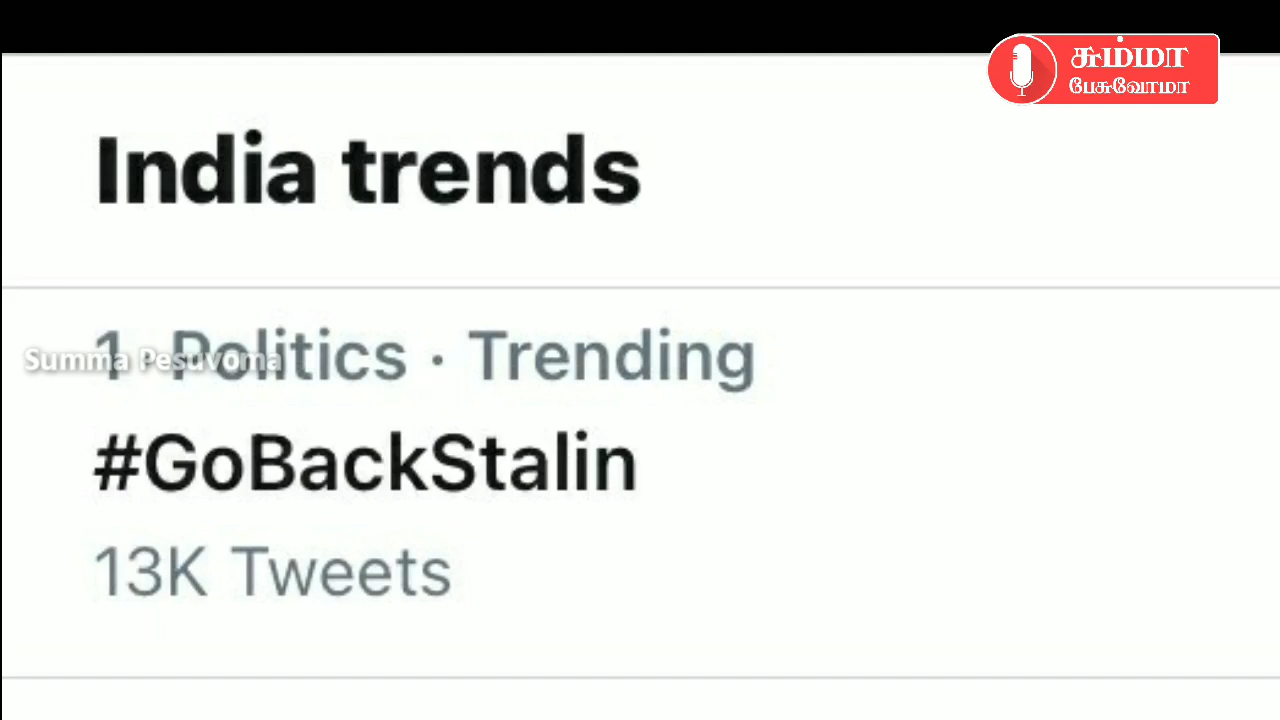 சும்மா
பேசுவோமா
India trends
1 · Politics · Trending
Summa Pesuvoma
#GoBackStalin
13K Tweets